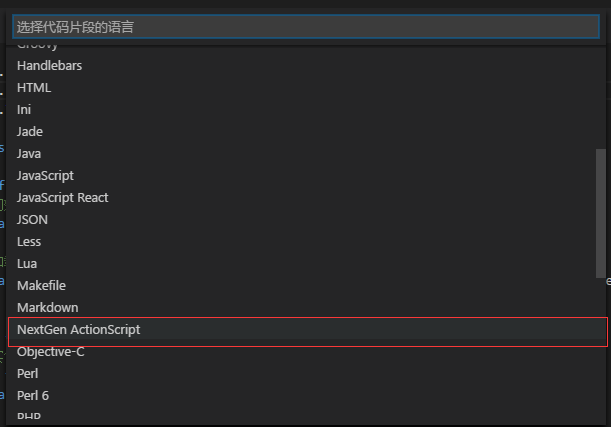 选择代码片段的语言
Groovy
Handlebars
HTML
Ini
Jade
Java
JavaScript
JavaScript React
JSON
Less
Lua
Makefile
Markdown
NextGen ActionScript
Objective-C
Perl
Perl 6
PHP